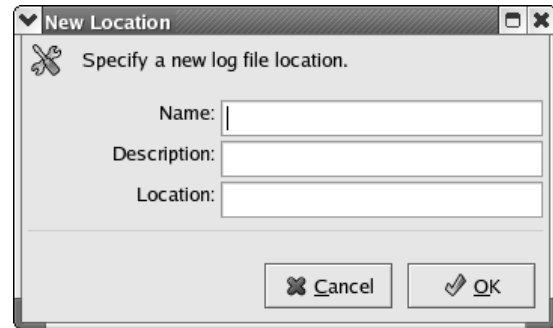 New Location
Specify a new log file location.
Name:
Description:
Location:
Cancel
OK